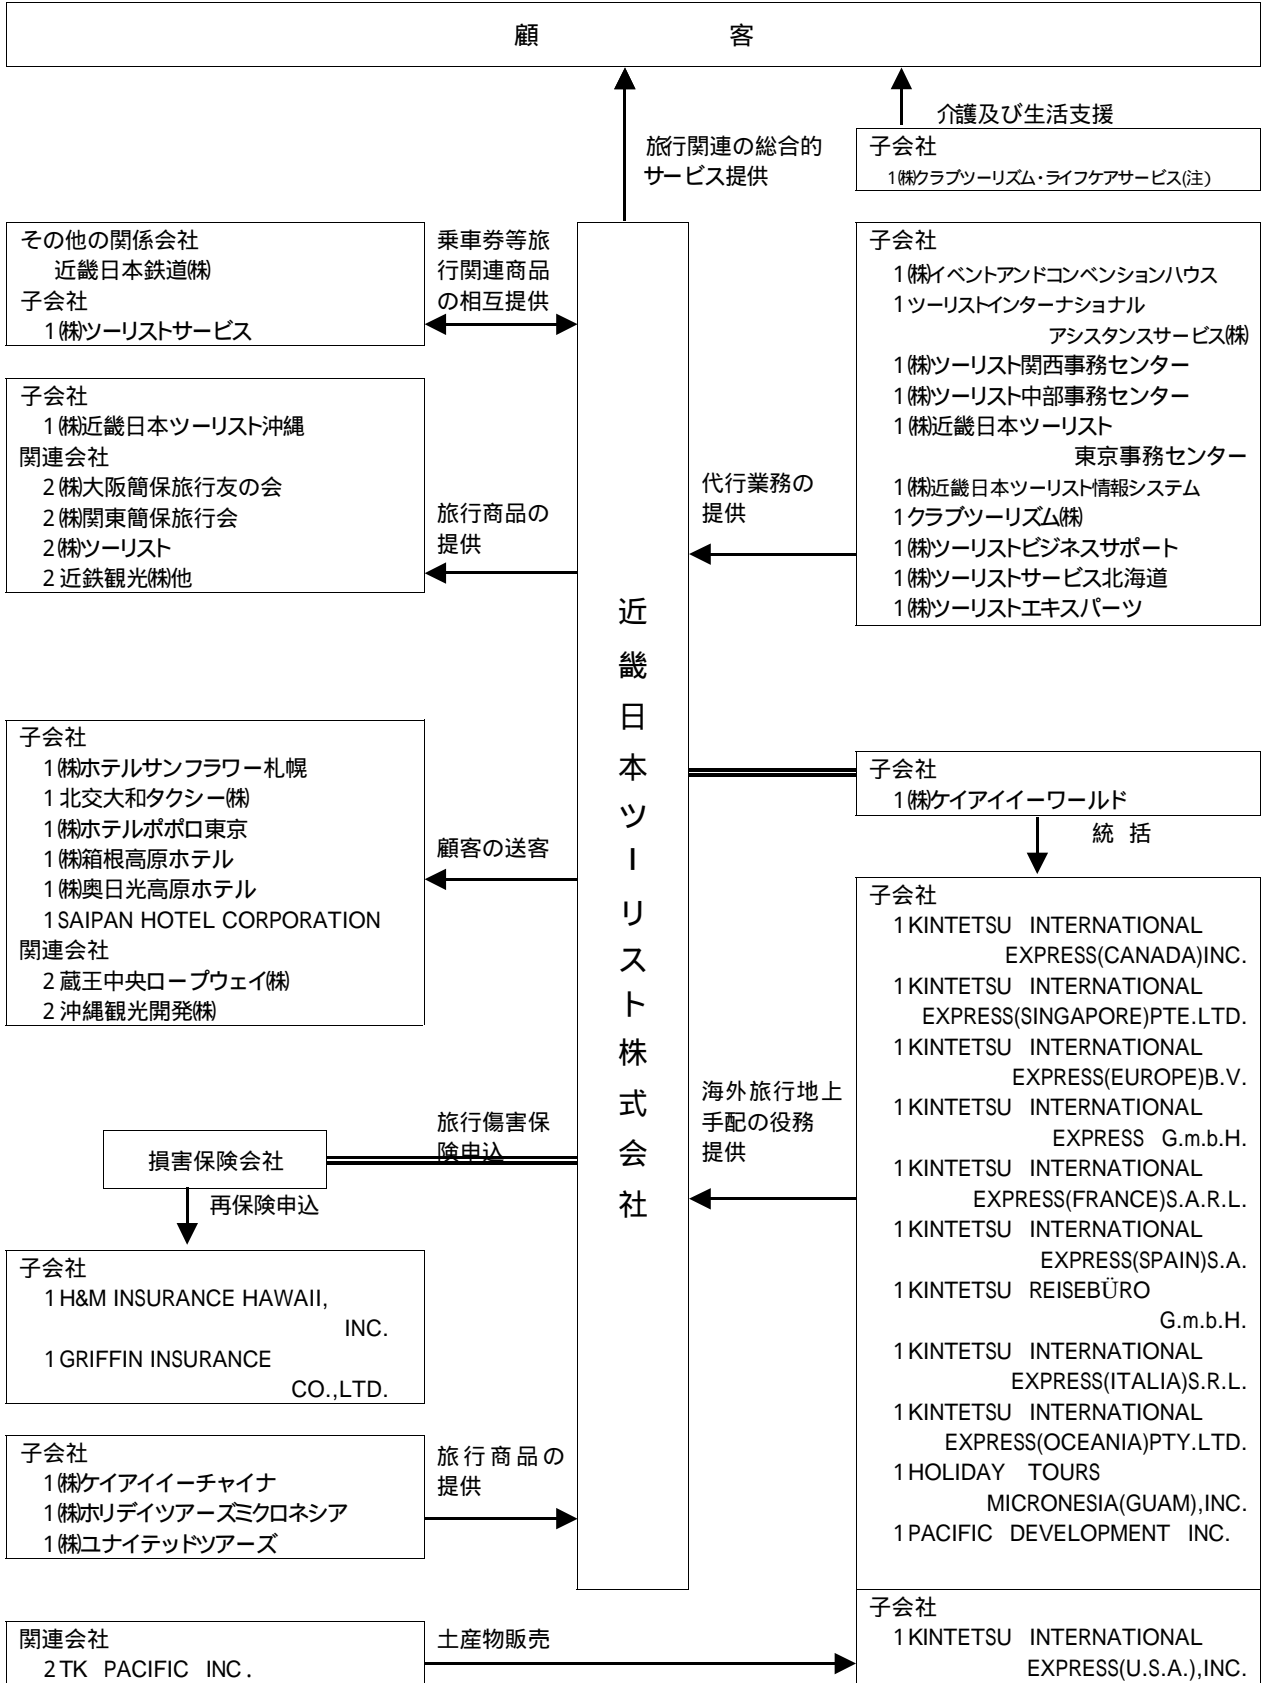 顧 客
介護及び生活支援
旅行関連の総合的
サービス提供
子会社
1㈱クラブツーリズム・ライフケアサービス(注)
その他の関係会社
近畿日本鉄道㈱
子会社
1㈱ツーリストサービス
乗車券等旅
行関連商品
の相互提供
子会社
1㈱近畿日本ツーリスト沖縄
関連会社
2㈱大阪簡保旅行友の会
2㈱関東簡保旅行会
2㈱ツーリスト
2近鉄観光㈱他
旅行商品の
提供
子会社
1㈱イベントアンドコンベンションハウス
1ツーリストインターナショナル
アシスタンスサービス㈱
1㈱ツーリスト関西事務センター
1㈱ツーリスト中部事務センター
1㈱近畿日本ツーリスト
東京事務センター
1㈱近畿日本ツーリスト情報システム
1クラブツーリズム㈱
1㈱ツーリストビジネスサポート
1㈱ツーリストサービス北海道
1㈱ツーリストエキスパーツ
代行業務の
提供
近畿日本ツーリスト株式会社
子会社
1㈱ホテルサンフラワー札幌
1北交大和タクシー㈱
1㈱ホテルポポロ東京
1㈱箱根高原ホテル
1㈱奥日光高原ホテル
1SAIPAN HOTEL CORPORATION
関連会社
2蔵王中央ロープウェイ㈱
2沖縄観光開発㈱
顧客の送客
子会社
1㈱ケイアイイーワールド
統 括
子会社
1KINTETSU INTERNATIONAL
EXPRESS(CANADA)INC.
1KINTETSU INTERNATIONAL
EXPRESS(SINGAPORE)PTE.LTD.
1KINTETSU INTERNATIONAL
EXPRESS(EUROPE)B.V.
1KINTETSU INTERNATIONAL
EXPRESS G.m.b.H.
1KINTETSU INTERNATIONAL
EXPRESS(FRANCE)S.A.R.L.
1KINTETSU INTERNATIONAL
EXPRESS(SPAIN)S.A.
1KINTETSU REISEBÜRO
G.m.b.H.
1KINTETSU INTERNATIONAL
EXPRESS(ITALIA)S.R.L.
1KINTETSU INTERNATIONAL
EXPRESS(OCEANIA)PTY.LTD.
1HOLIDAY TOURS
MICRONESIA(GUAM),INC.
1PACIFIC DEVELOPMENT INC.
海外旅行地上
手配の役務
提供
旅行傷害保
険申込
損害保険会社
再保険申込
子会社
1H&M INSURANCE HAWAII,
INC.
1GRIFFIN INSURANCE
CO.,LTD.
子会社
1㈱ケイアイイーチャイナ
1㈱ホリデイツアーズミクロネシア
1㈱ユナイテッドツアーズ
旅行商品の
提供
関連会社
2TK PACIFIC INC.
土産物販売
子会社
1KINTETSU INTERNATIONAL
EXPRESS(U.S.A.),INC.